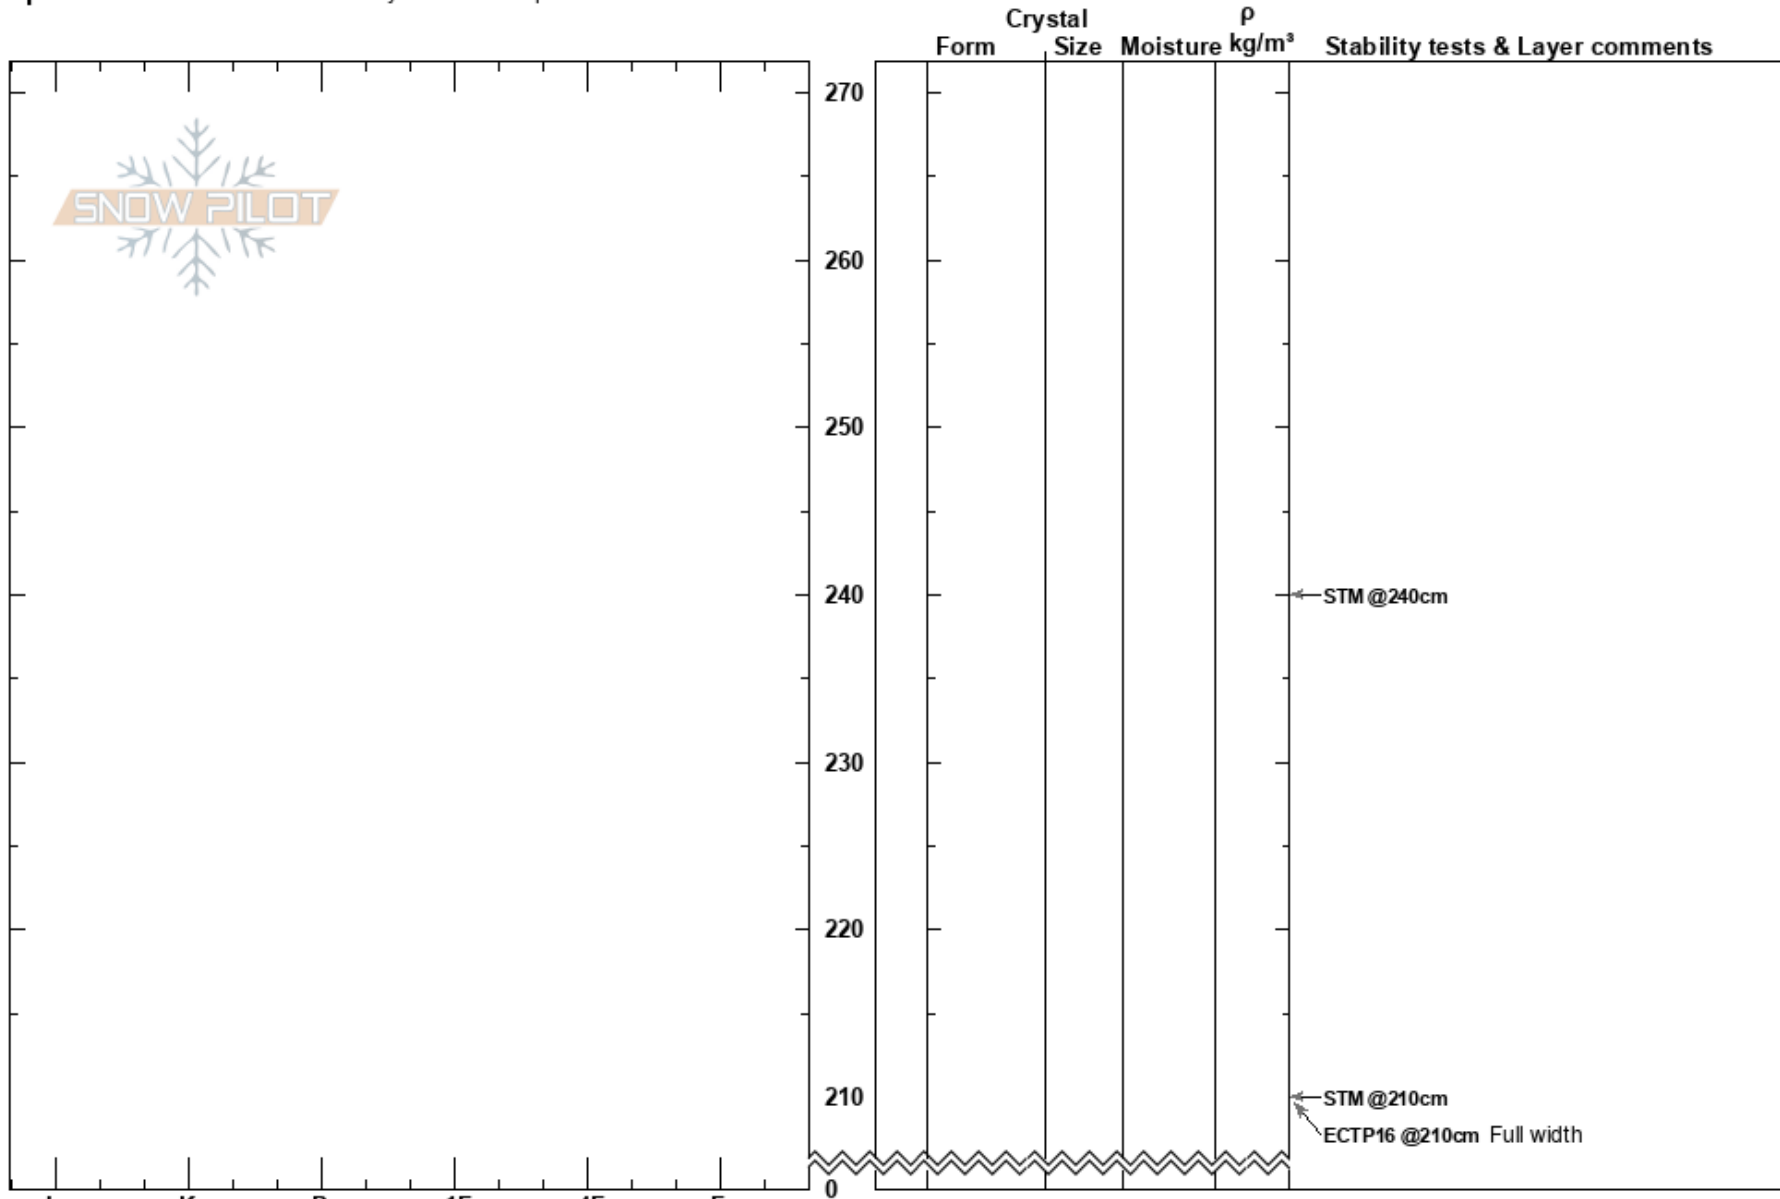 Crystal
ρ
Form Size Moisture kg/m³ Stability tests & Layer comments
270
SNOW PILOT
260
250
240 STM @240cm
230
220
210 STM @210cm
ECTP16 @210cm Full width
0